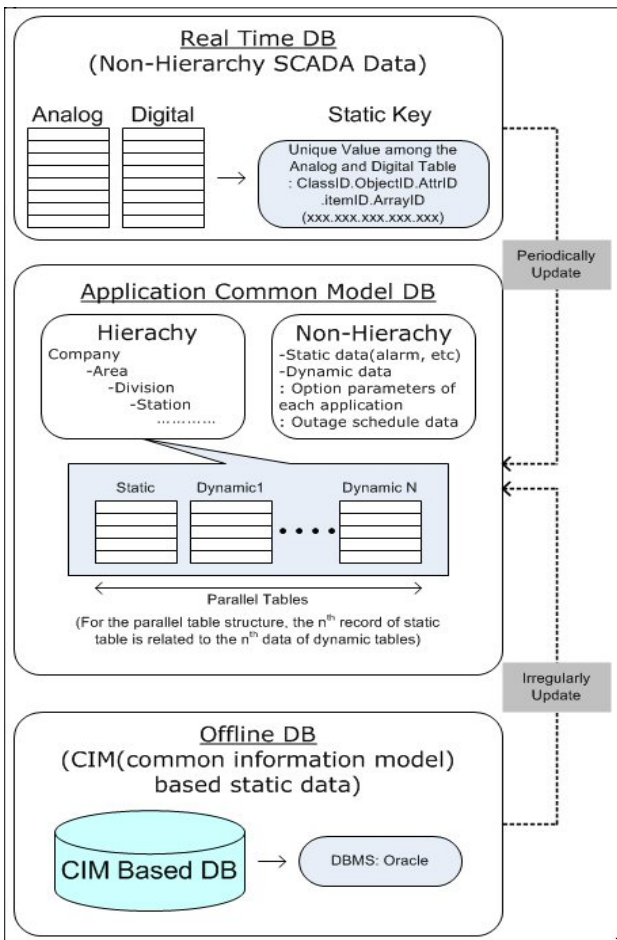 Real Time DB
(Non-Hierarchy SCADA Data)
Analog
Digital
Static Key
Unique Value among the
Analog and Digital Table
: ClassID.ObjectID.AttrID
.itemID.ArrayID
(xxx.xxx.xxx.xxx.xxx)
Periodically
Update
Application Common Model DB
Hierachy
Company
-Area
-Division
-Station
............
Non-Hierachy
-Static data(alarm, etc)
-Dynamic data
: Option parameters of
each application
: Outage schedule data
Static
Dynamic1
Dynamic N
Parallel Tables
(For the parallel table structure, the nth record of static
table is related to the nth data of dynamic tables)
Irregularly
Update
Offline DB
(CIM(common information model)
based static data)
CIM Based DB
DBMS: Oracle